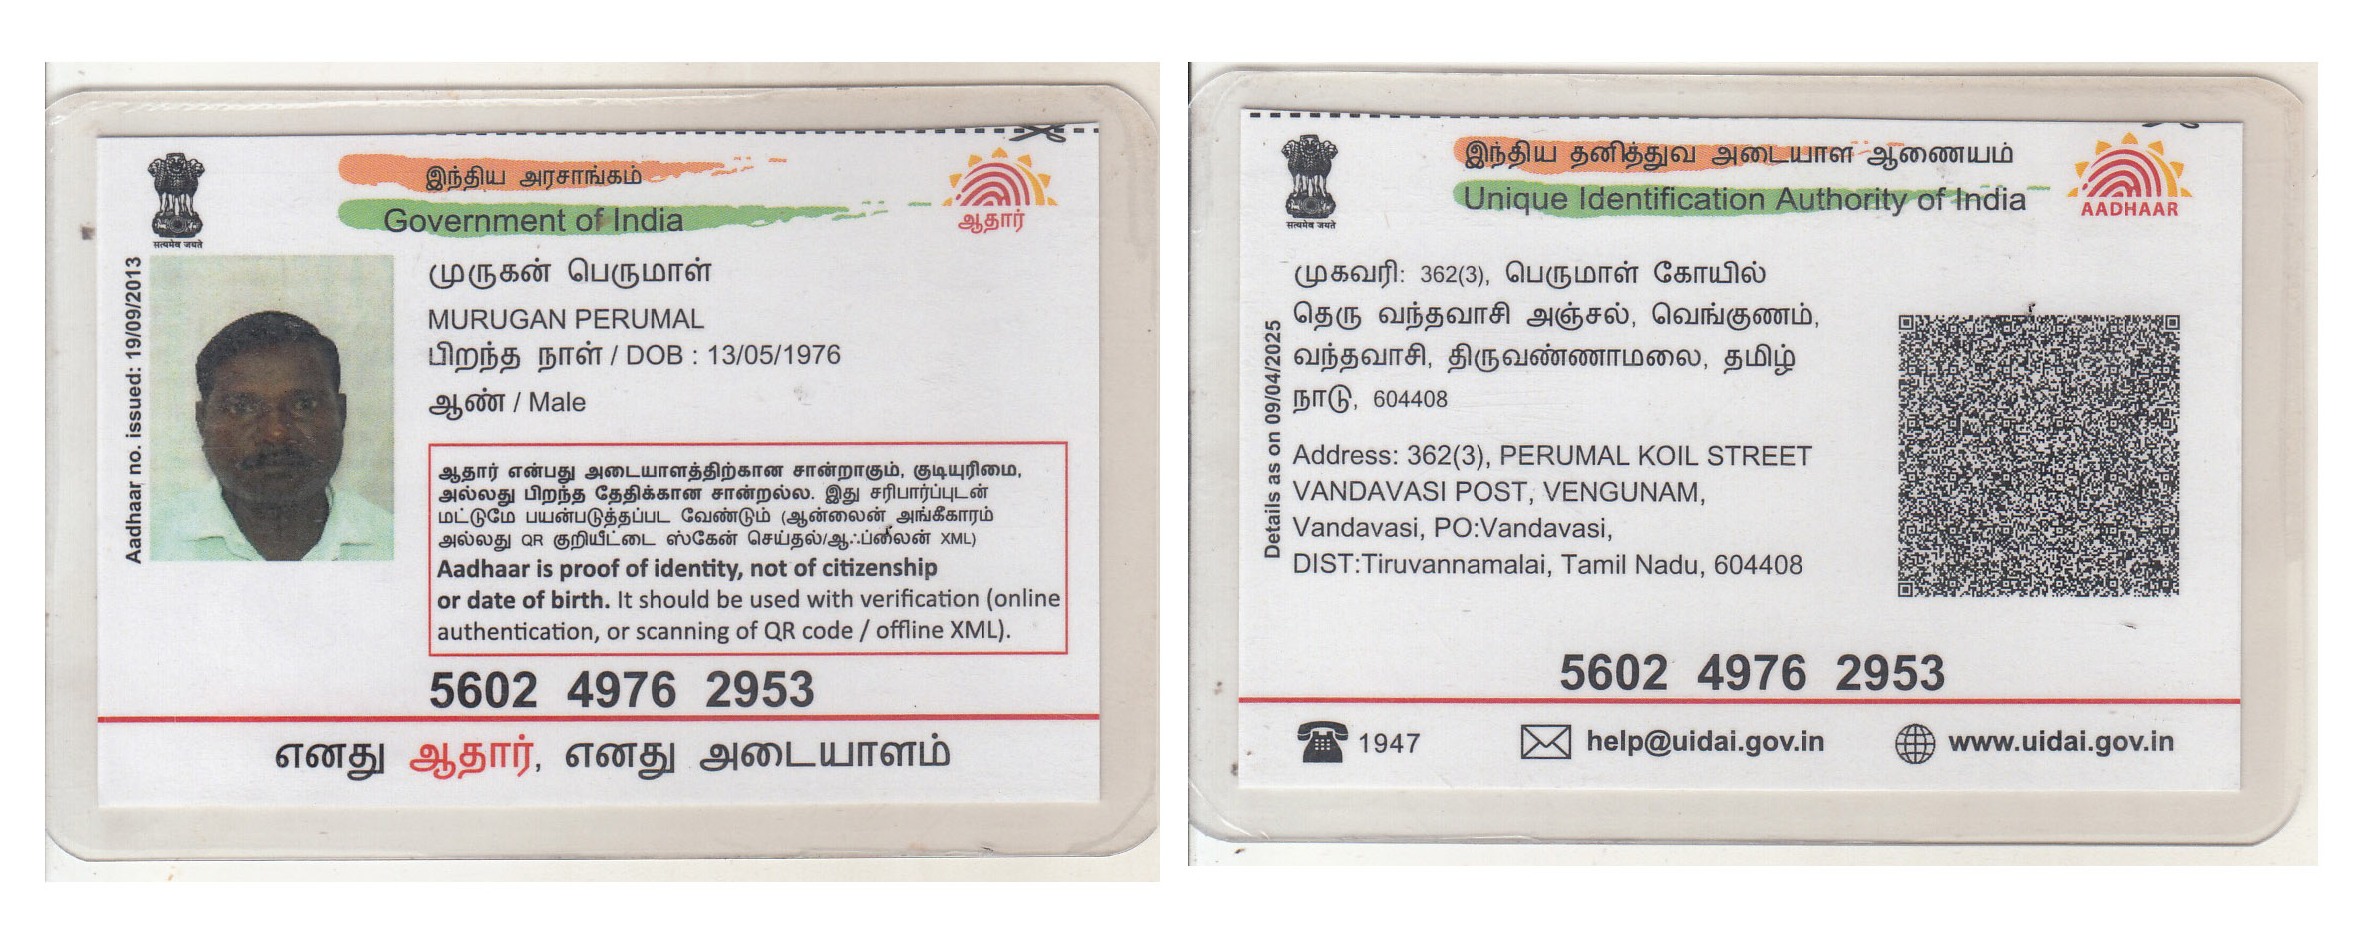 இந்திய அரசாங்கம்
Government of India
ஆதார்
सत्यमेव जयते
Aadhaar no. issued: 19/09/2013
முருகன் பெருமாள்
MURUGAN PERUMAL
பிறந்த நாள் / DOB : 13/05/1976
ஆண் / Male
ஆதார் என்பது அடையாளத்திற்கான சான்றாகும், குடியுரிமை,
அல்லது பிறந்த தேதிக்கான சான்றல்ல. இது சரிபார்ப்புடன்
மட்டுமே பயன்படுத்தப்பட வேண்டும் (ஆன்லைன் அங்கீகாரம்
அல்லது QR குறியீட்டை ஸ்கேன் செய்தல்/ஆஃப்லைன் XML)
Aadhaar is proof of identity, not of citizenship
or date of birth. It should be used with verification (online
authentication, or scanning of QR code / offline XML).
5602 4976 2953
எனது ஆதார், எனது அடையாளம்
இந்திய தனித்துவ அடையாள ஆணையம்
Unique Identification Authority of India
AADHAAR
सत्यमेव जयते
Details as on 09/04/2025
முகவரி: 362(3), பெருமாள் கோயில்
தெரு வந்தவாசி அஞ்சல், வெங்குணம்,
வந்தவாசி, திருவண்ணாமலை, தமிழ்
நாடு, 604408
Address: 362(3), PERUMAL KOIL STREET
VANDAVASI POST, VENGUNAM,
Vandavasi, PO:Vandavasi,
DIST:Tiruvannamalai, Tamil Nadu, 604408
5602 4976 2953
1947
help@uidai.gov.in
www.uidai.gov.in